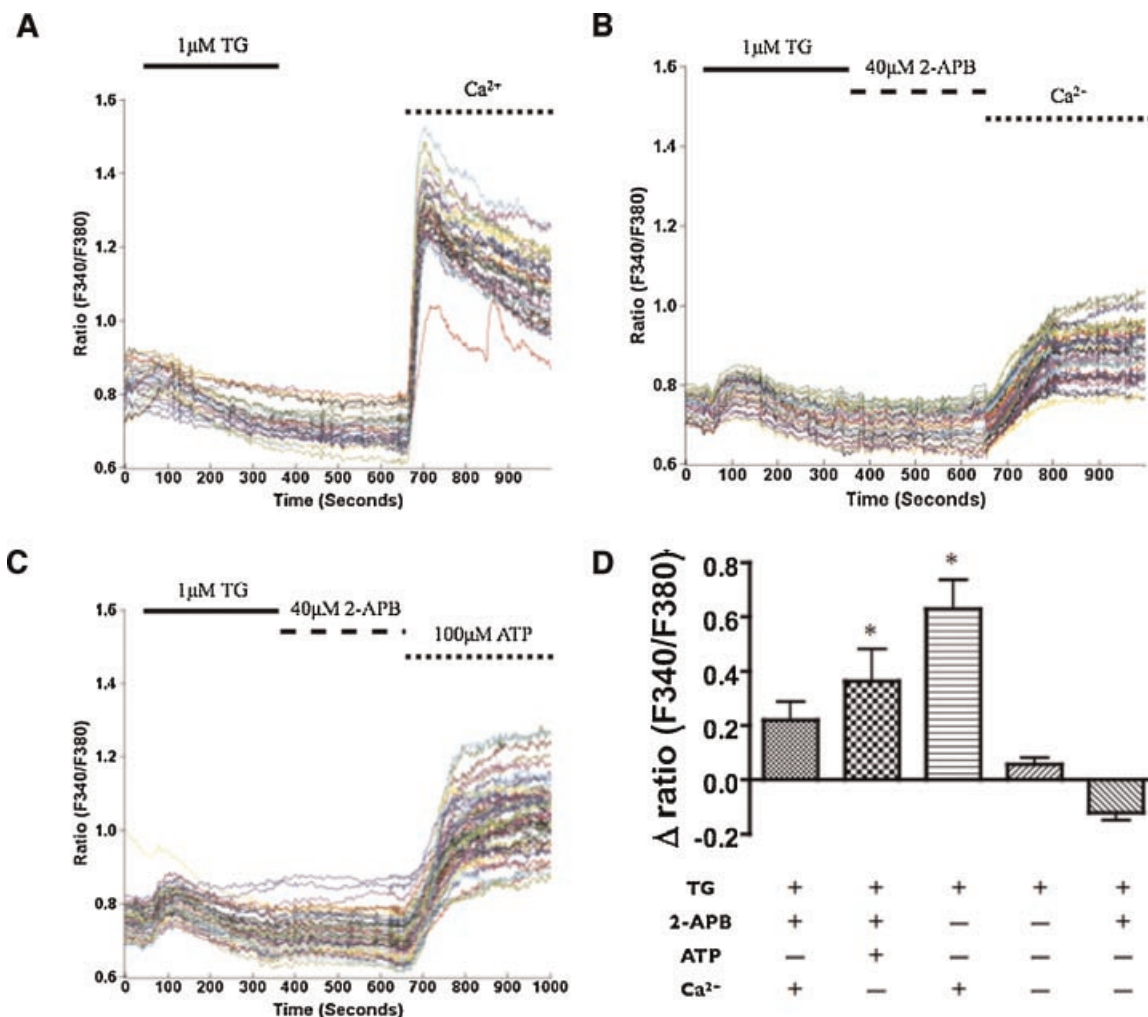 A
1μM TG
Ca²⁺
1.6
1.4
1.2
1.0
0.8
0.6
Ratio (F340/F380)
0 100 200 300 400 500 600 700 800 900
Time (Seconds)
B
1μM TG
40μM 2-APB
Ca²⁻
1.6
1.4
1.2
1.0
0.8
0.6
Ratio (F340/F380)
0 100 200 300 400 500 600 700 800 900
Time (Seconds)
C
1μM TG
40μM 2-APB
100μM ATP
1.6
1.4
1.2
1.0
0.8
0.6
Ratio (F340/F380)
0 100 200 300 400 500 600 700 800 900 1000
Time (Seconds)
D
Δ ratio (F340/F380)
0.8
0.6
0.4
0.2
0.0
-0.2
* *
TG + + + + +
2-APB + + – – +
ATP – + – – –
Ca²⁻ + – + – –